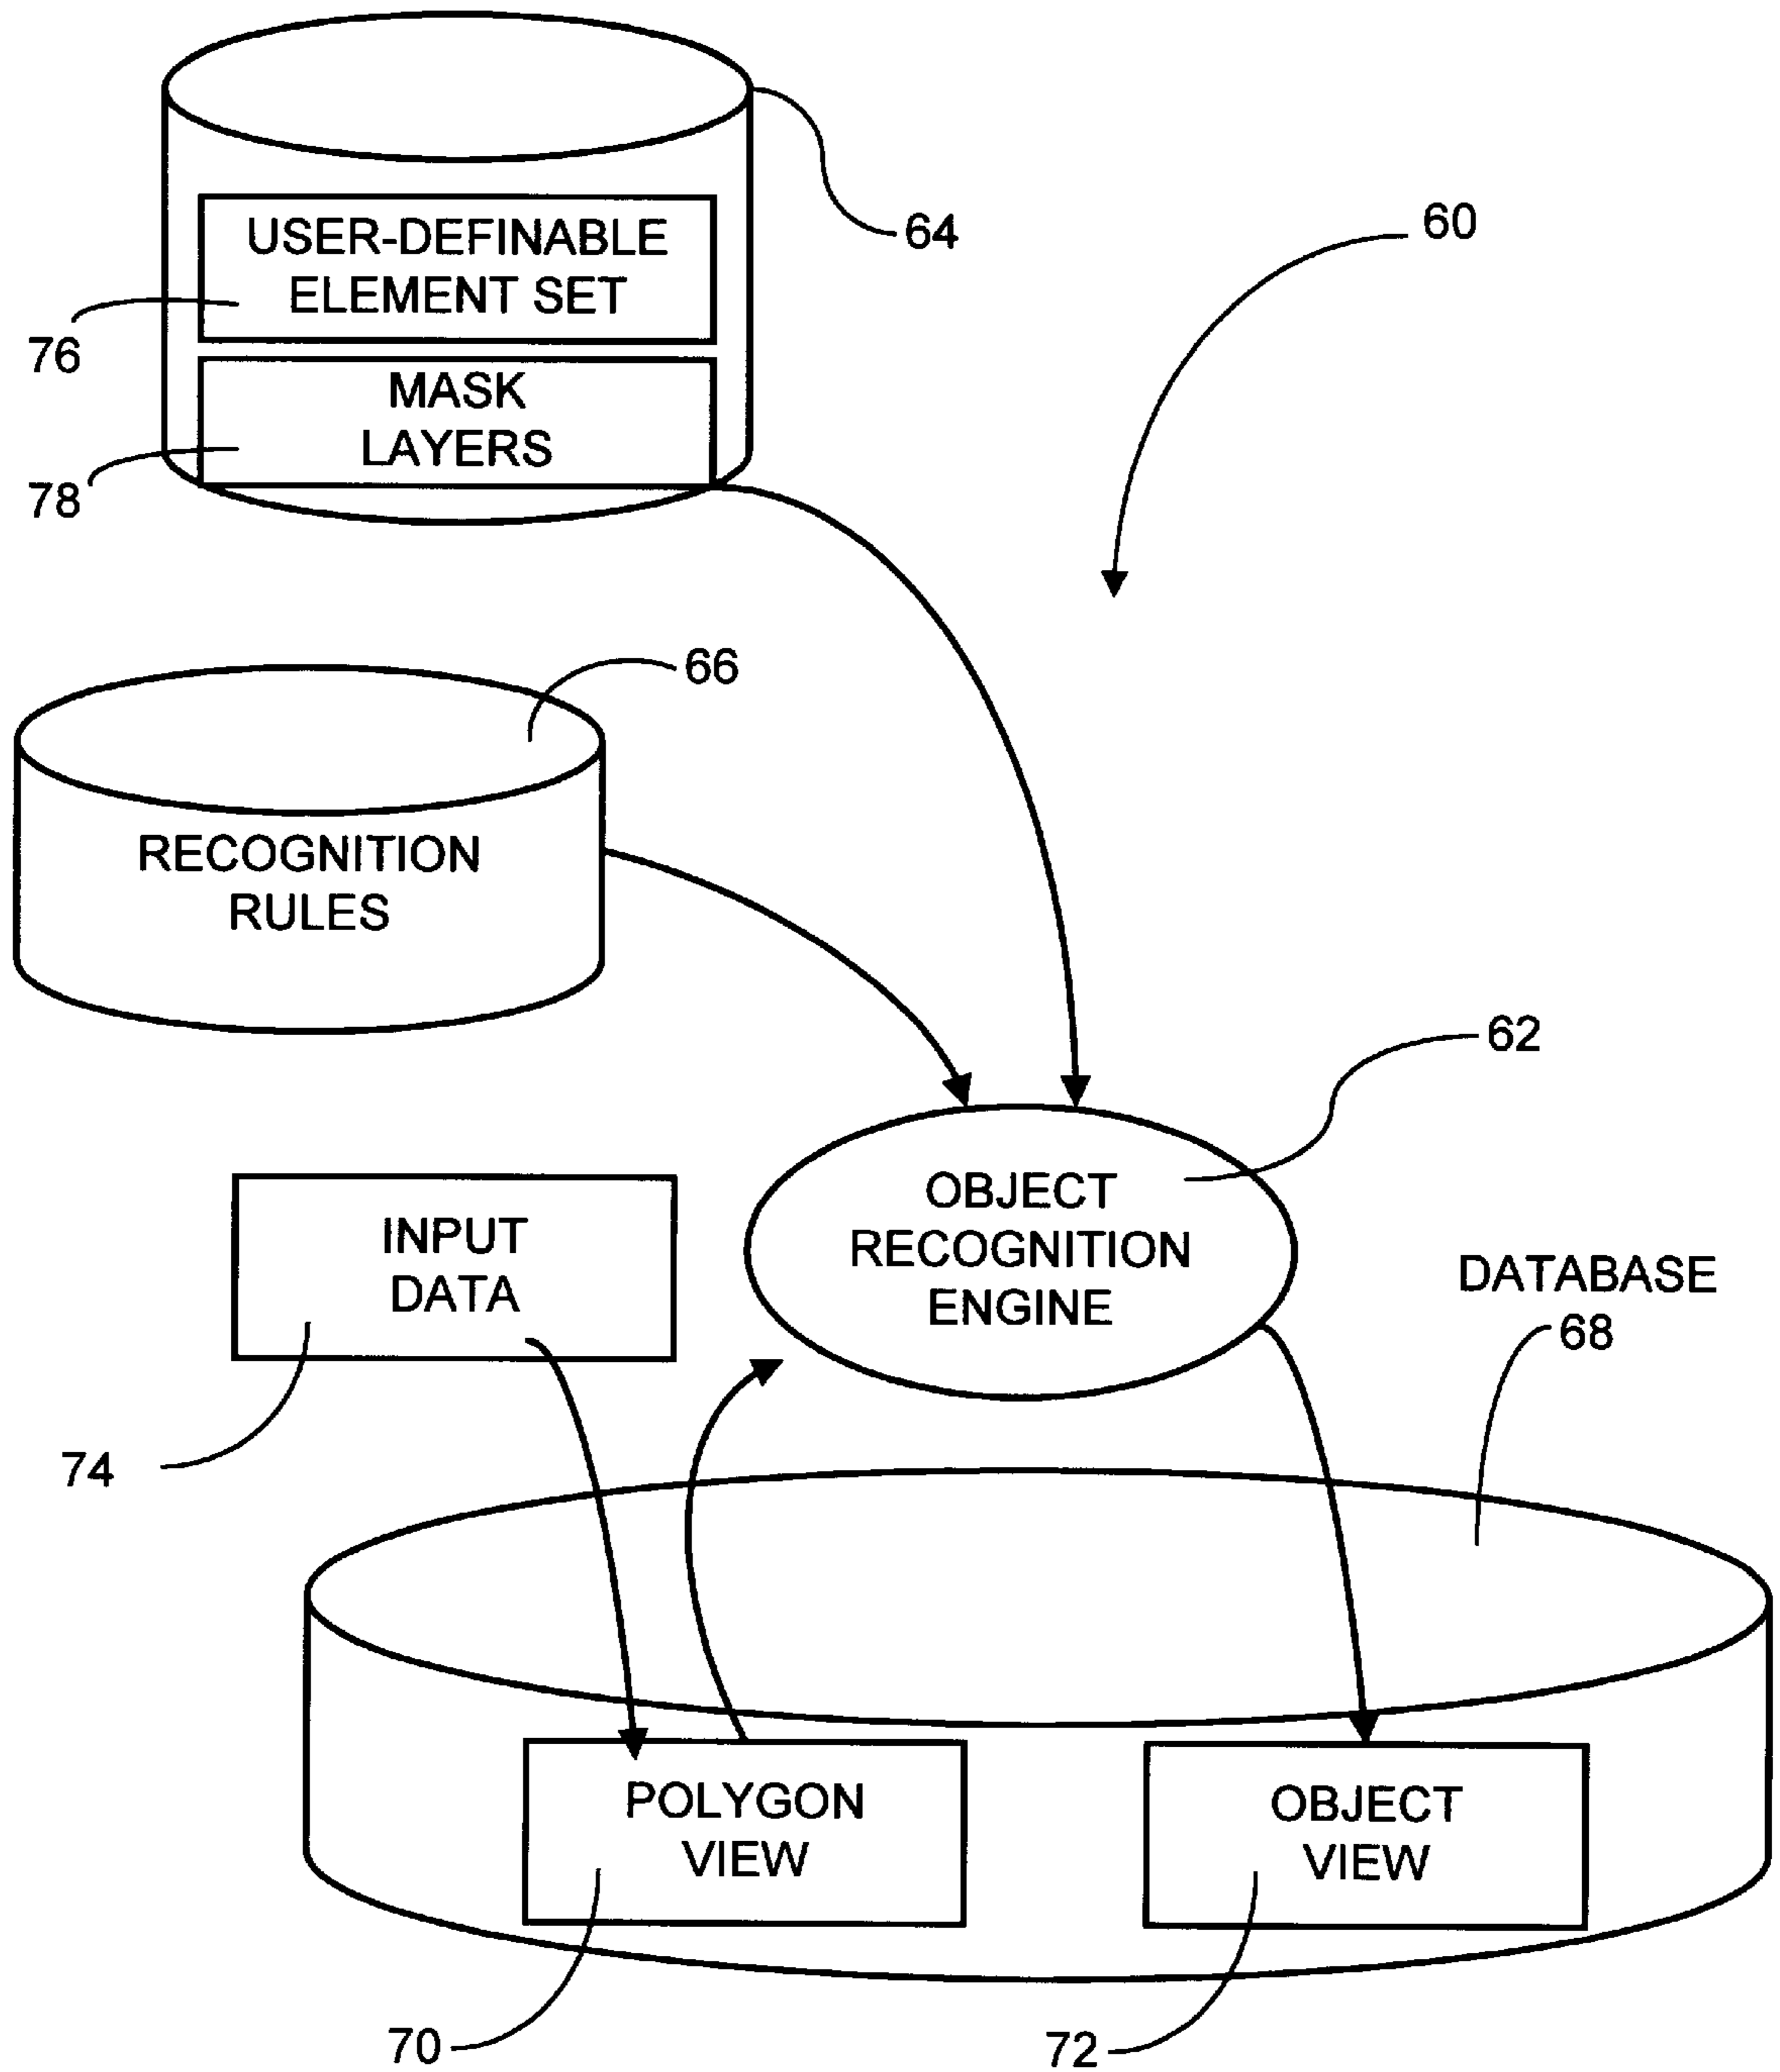 64
60
USER-DEFINABLE
ELEMENT SET
76
MASK
LAYERS
78
66
RECOGNITION
RULES
62
OBJECT
RECOGNITION
ENGINE
INPUT
DATA
DATABASE
68
74
POLYGON
VIEW
OBJECT
VIEW
70
72